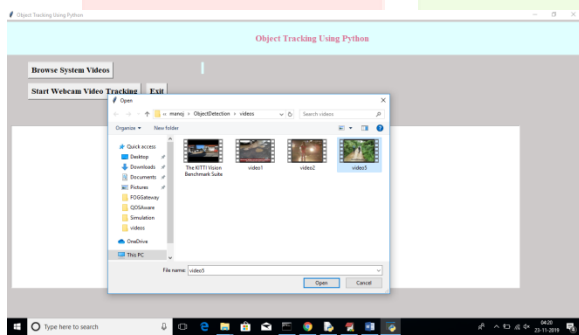 Object Tracking Using Python
Object Tracking Using Python
Browse System Videos
Start Webcam Video Tracking
Exit
Open
manoj › ObjectDetection › videos
Search videos
Organize
New folder
Quick access
Desktop
Downloads
Documents
Pictures
FOGGateway
QOSAware
Simulation
videos
OneDrive
This PC
The KITTI Vision Benchmark Suite
video1
video2
video3
File name: video3
Open
Cancel
Type here to search
04:20
23-11-2019